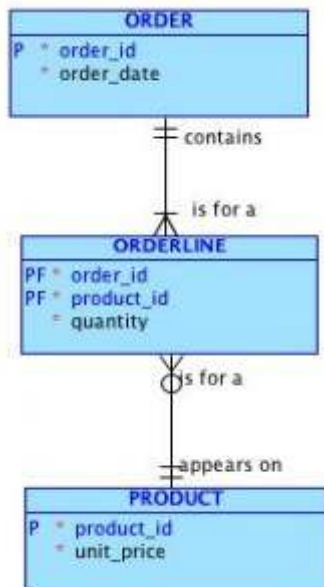 ORDER
P * order_id
* order_date
contains
is for a
ORDERLINE
PF * order_id
PF * product_id
* quantity
is for a
appears on
PRODUCT
P * product_id
* unit_price